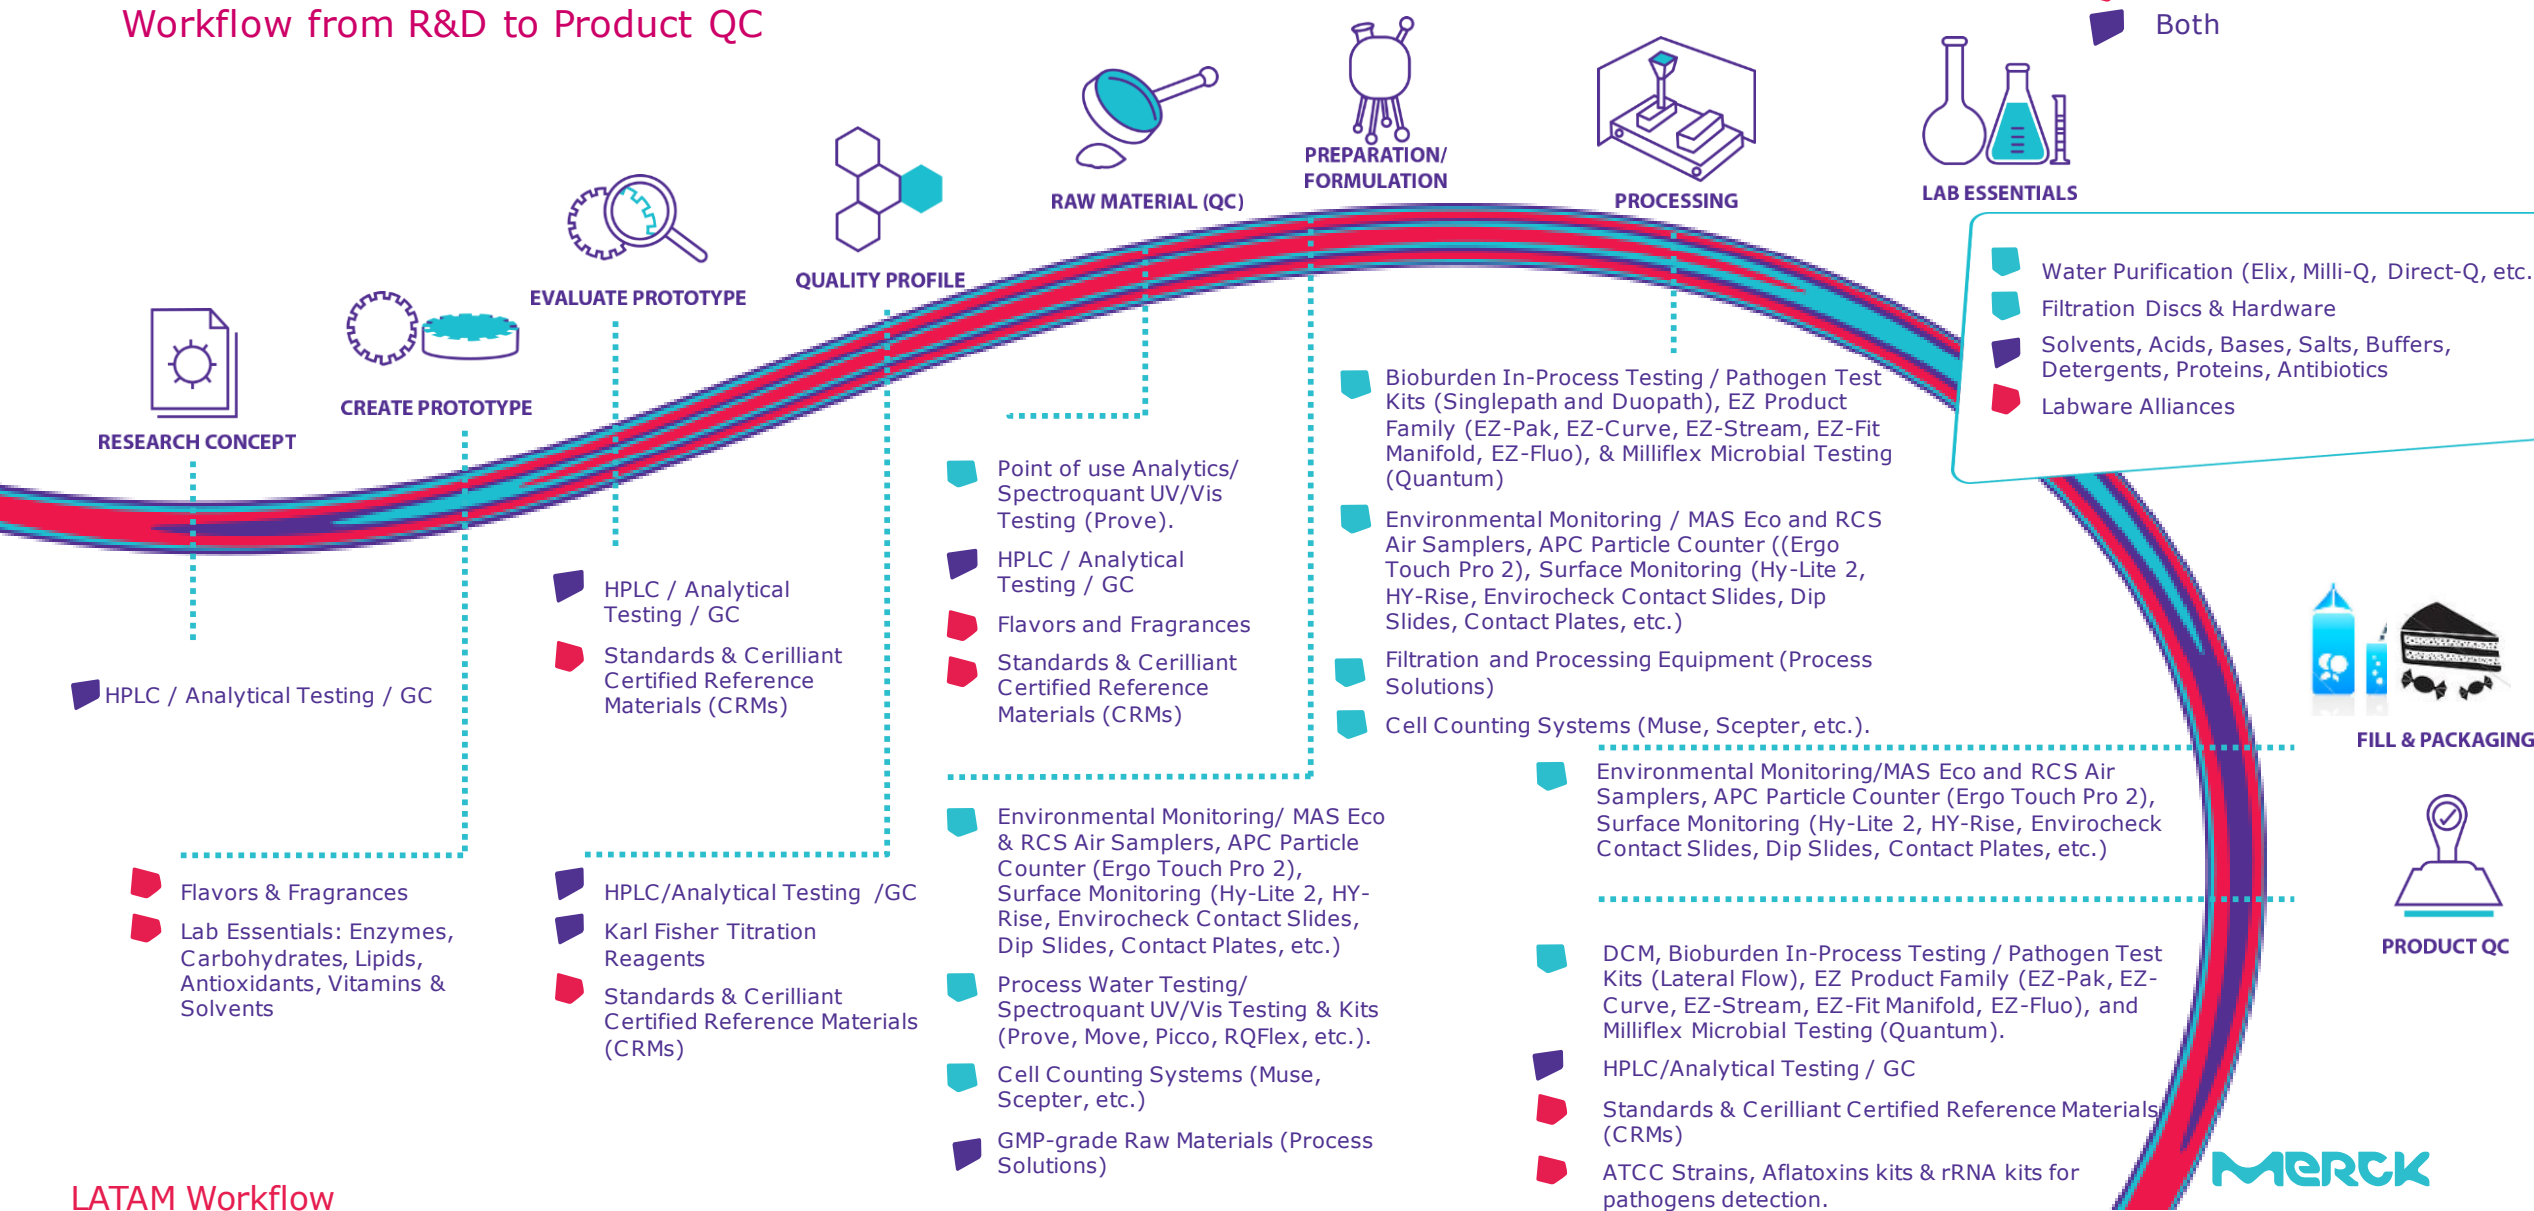 Workflow from R&D to Product QC
Both
RESEARCH CONCEPT
CREATE PROTOTYPE
EVALUATE PROTOTYPE
QUALITY PROFILE
RAW MATERIAL (QC)
PREPARATION/
FORMULATION
PROCESSING
LAB ESSENTIALS
Water Purification (Elix, Milli-Q, Direct-Q, etc.
Filtration Discs & Hardware
Solvents, Acids, Bases, Salts, Buffers,
Detergents, Proteins, Antibiotics
Labware Alliances
HPLC / Analytical Testing / GC
Flavors & Fragrances
Lab Essentials: Enzymes,
Carbohydrates, Lipids,
Antioxidants, Vitamins &
Solvents
HPLC / Analytical
Testing / GC
Standards & Cerilliant
Certified Reference
Materials (CRMs)
HPLC/Analytical Testing /GC
Karl Fisher Titration
Reagents
Standards & Cerilliant
Certified Reference Materials
(CRMs)
Point of use Analytics/
Spectroquant UV/Vis
Testing (Prove).
HPLC / Analytical
Testing / GC
Flavors and Fragrances
Standards & Cerilliant
Certified Reference
Materials (CRMs)
Environmental Monitoring/ MAS Eco
& RCS Air Samplers, APC Particle
Counter (Ergo Touch Pro 2),
Surface Monitoring (Hy-Lite 2, HY-
Rise, Envirocheck Contact Slides,
Dip Slides, Contact Plates, etc.)
Process Water Testing/
Spectroquant UV/Vis Testing & Kits
(Prove, Move, Picco, RQFlex, etc.).
Cell Counting Systems (Muse,
Scepter, etc.)
GMP-grade Raw Materials (Process
Solutions)
Bioburden In-Process Testing / Pathogen Test
Kits (Singlepath and Duopath), EZ Product
Family (EZ-Pak, EZ-Curve, EZ-Stream, EZ-Fit
Manifold, EZ-Fluo), & Milliflex Microbial Testing
(Quantum)
Environmental Monitoring / MAS Eco and RCS
Air Samplers, APC Particle Counter ((Ergo
Touch Pro 2), Surface Monitoring (Hy-Lite 2,
HY-Rise, Envirocheck Contact Slides, Dip
Slides, Contact Plates, etc.)
Filtration and Processing Equipment (Process
Solutions)
Cell Counting Systems (Muse, Scepter, etc.).
FILL & PACKAGING
Environmental Monitoring/MAS Eco and RCS Air
Samplers, APC Particle Counter (Ergo Touch Pro 2),
Surface Monitoring (Hy-Lite 2, HY-Rise, Envirocheck
Contact Slides, Dip Slides, Contact Plates, etc.)
PRODUCT QC
DCM, Bioburden In-Process Testing / Pathogen Test
Kits (Lateral Flow), EZ Product Family (EZ-Pak, EZ-
Curve, EZ-Stream, EZ-Fit Manifold, EZ-Fluo), and
Milliflex Microbial Testing (Quantum).
HPLC/Analytical Testing / GC
Standards & Cerilliant Certified Reference Materials
(CRMs)
ATCC Strains, Aflatoxins kits & rRNA kits for
pathogens detection.
LATAM Workflow
MERCK